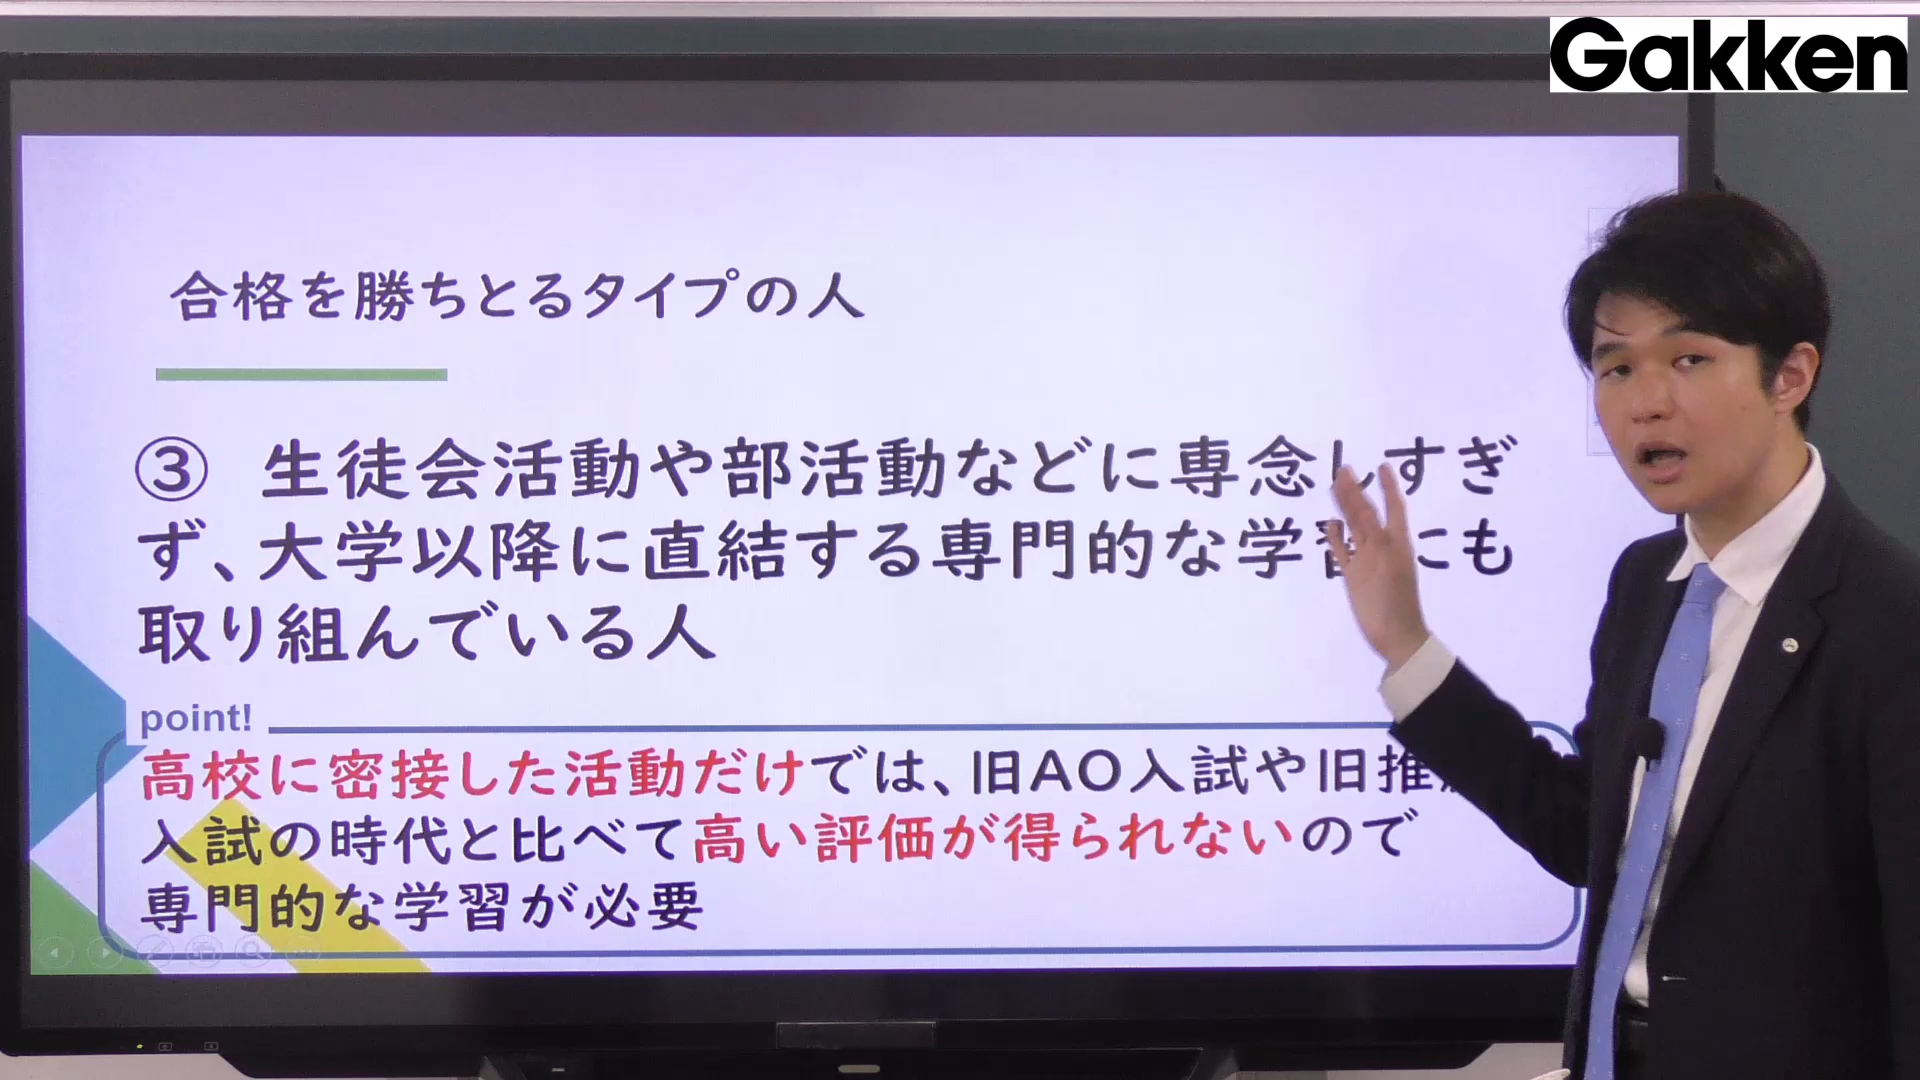 Gakken
合格を勝ちとるタイプの人
③ 生徒会活動や部活動などに専念しすぎ
ず、大学以降に直結する専門的な学習にも
取り組んでいる人
point!
高校に密接した活動だけでは、旧AO入試や旧推
入試の時代と比べて高い評価が得られないので
専門的な学習が必要